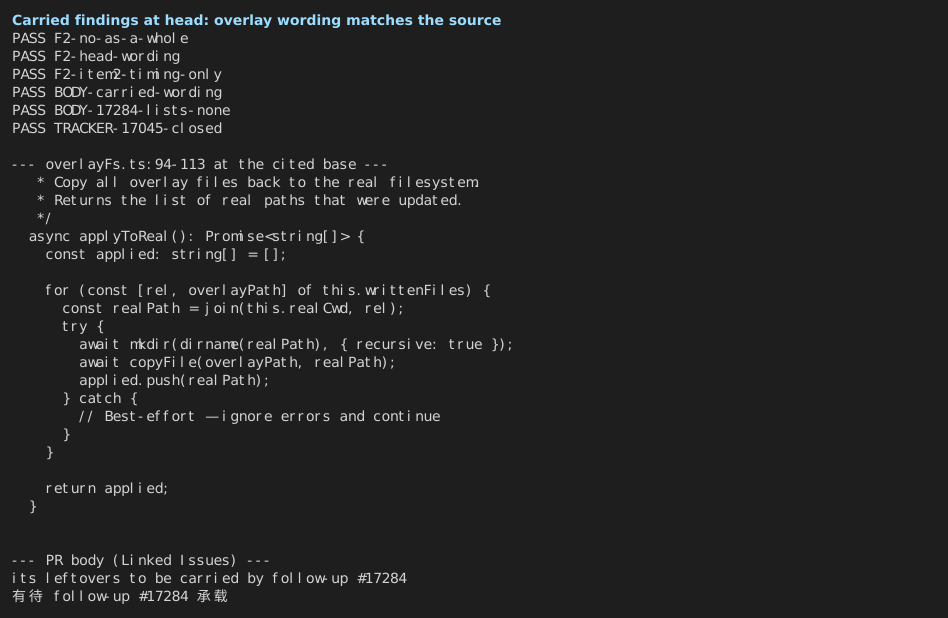 Carried findings at head: overlay wording matches the source
PASS F2-no-as-a-whole
PASS F2-head-wording
PASS F2-item2-timing-only
PASS BODY-carried-wording
PASS BODY-17284-lists-none
PASS TRACKER-17045-closed
--- overlayFs.ts:94-113 at the cited base ---
* Copy all overlay files back to the real filesystem.
* Returns the list of real paths that were updated.
*/
async applyToReal(): Promise<string[]> {
const applied: string[] = [];
for (const [rel, overlayPath] of this.writtenFiles) {
const realPath = join(this.realCwd, rel);
try {
await mkdir(dirname(realPath), { recursive: true });
await copyFile(overlayPath, realPath);
applied.push(realPath);
} catch {
// Best-effort — ignore errors and continue
}
}
return applied;
}
--- PR body (Linked Issues) ---
its leftovers to be carried by follow-up #17284
有待 follow-up #17284 承载